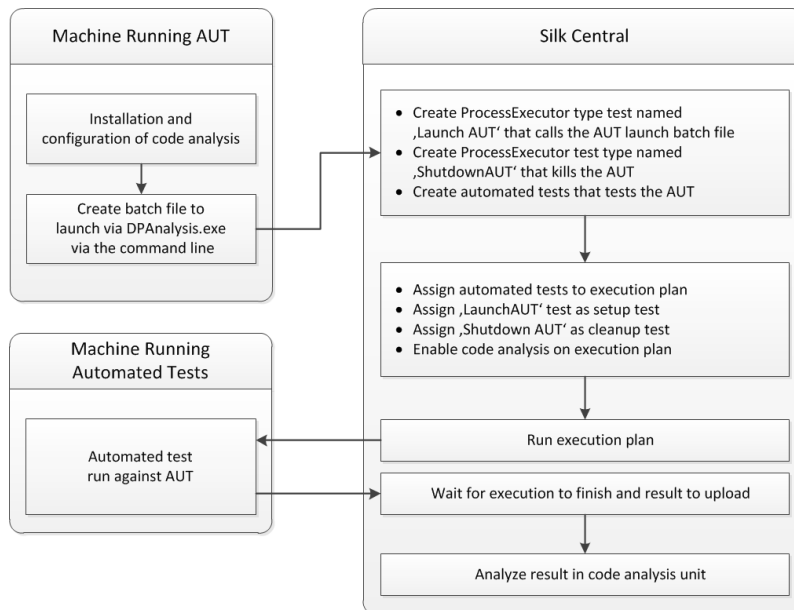 Machine Running AUT
Installation and
configuration of code analysis
Create batch file to
launch via DPAnalysis.exe
via the command line
Silk Central
• Create ProcessExecutor type test named
‚Launch AUT‘ that calls the AUT launch batch file
• Create ProcessExecutor test type named
‚ShutdownAUT‘ that kills the AUT
• Create automated tests that tests the AUT
• Assign automated tests to execution plan
• Assign ‚LaunchAUT‘ test as setup test
• Assign ‚Shutdown AUT‘ as cleanup test
• Enable code analysis on execution plan
Machine Running
Automated Tests
Automated test
run against AUT
Run execution plan
Wait for execution to finish and result to upload
Analyze result in code analysis unit